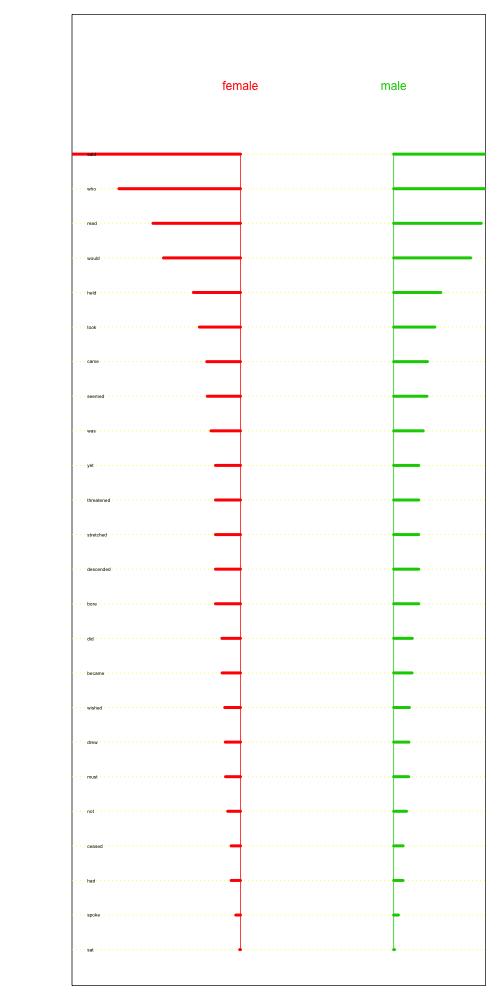 female male
said
who
read
would
held
look
came
seemed
was
yet
threatened
stretched
descended
bore
did
became
wished
drew
must
not
ceased
had
spoke
sat